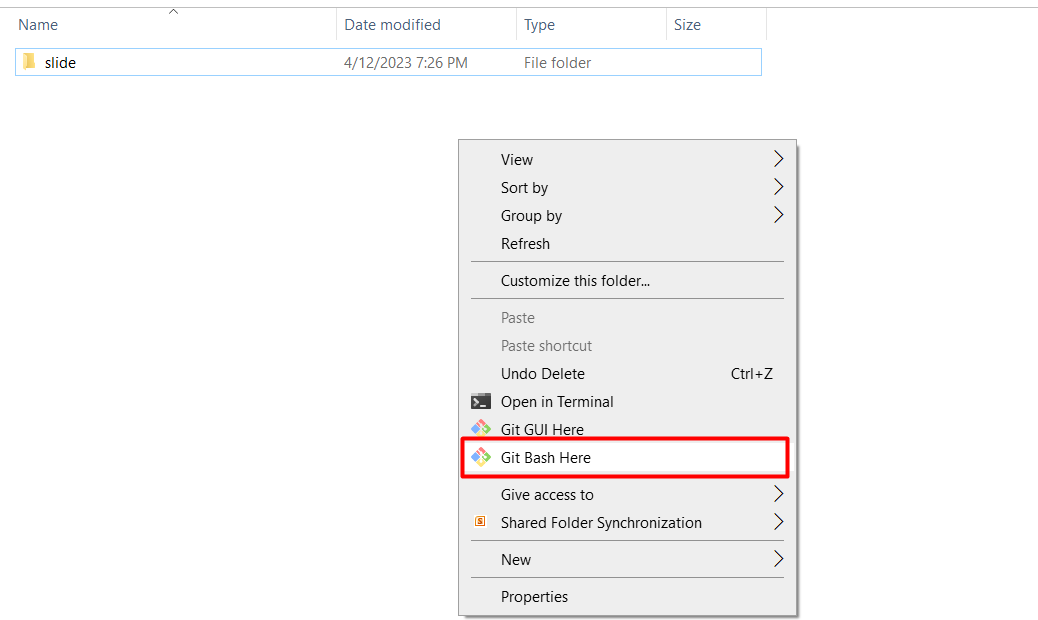 Name Date modified Type Size
slide 4/12/2023 7:26 PM File folder
View
Sort by
Group by
Refresh
Customize this folder...
Paste
Paste shortcut
Undo Delete Ctrl+Z
Open in Terminal
Git GUI Here
Git Bash Here
Give access to
S Shared Folder Synchronization
New
Properties